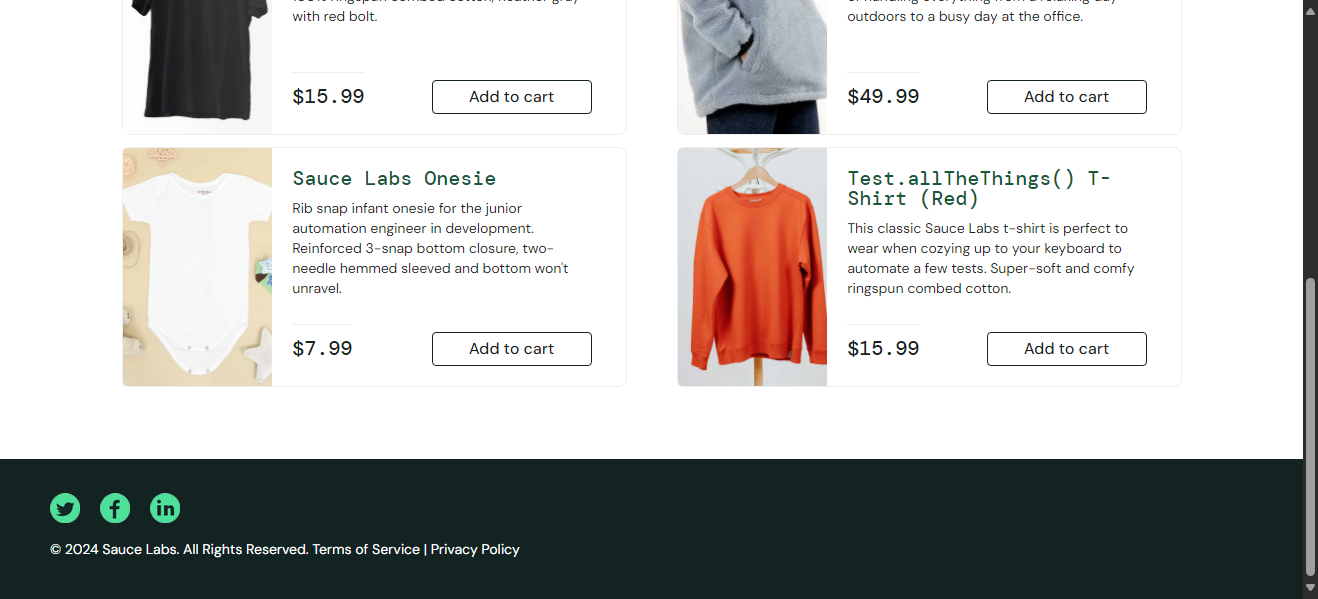 with red bolt.
outdoors to a busy day at the office.
$15.99
Add to cart
$49.99
Add to cart
Sauce Labs Onesie
Rib snap infant onesie for the junior
automation engineer in development.
Reinforced 3-snap bottom closure, two-
needle hemmed sleeved and bottom won't
unravel.
$7.99
Add to cart
Test.allTheThings() T-
Shirt (Red)
This classic Sauce Labs t-shirt is perfect to
wear when cozying up to your keyboard to
automate a few tests. Super-soft and comfy
ringspun combed cotton.
$15.99
Add to cart
© 2024 Sauce Labs. All Rights Reserved. Terms of Service | Privacy Policy